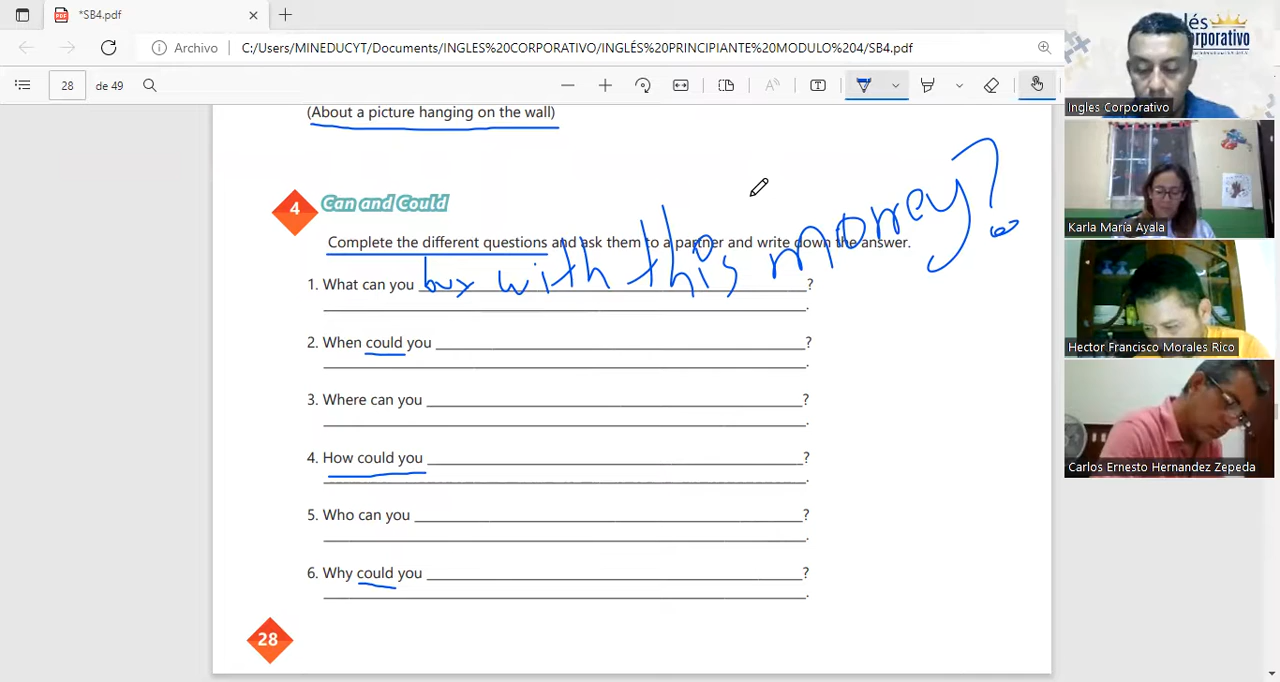 *SB4.pdf
Archivo
C:/Users/MINEDUCYT/Documents/INGLES%20CORPORATIVO/INGLÉS%20PRINCIPIANTE%20MODULO%204/SB4.pdf
28 de 49
(About a picture hanging on the wall)
4 Can and Could
Complete the different questions and ask them to a partner and write down the answer.
1. What can you buy with this money? ?
.
2. When could you ?
.
3. Where can you ?
.
4. How could you ?
.
5. Who can you ?
.
6. Why could you ?
.
28
glés
Corporativo
Ingles Corporativo
Karla María Ayala
Hector Francisco Morales Rico
Carlos Ernesto Hernandez Zepeda